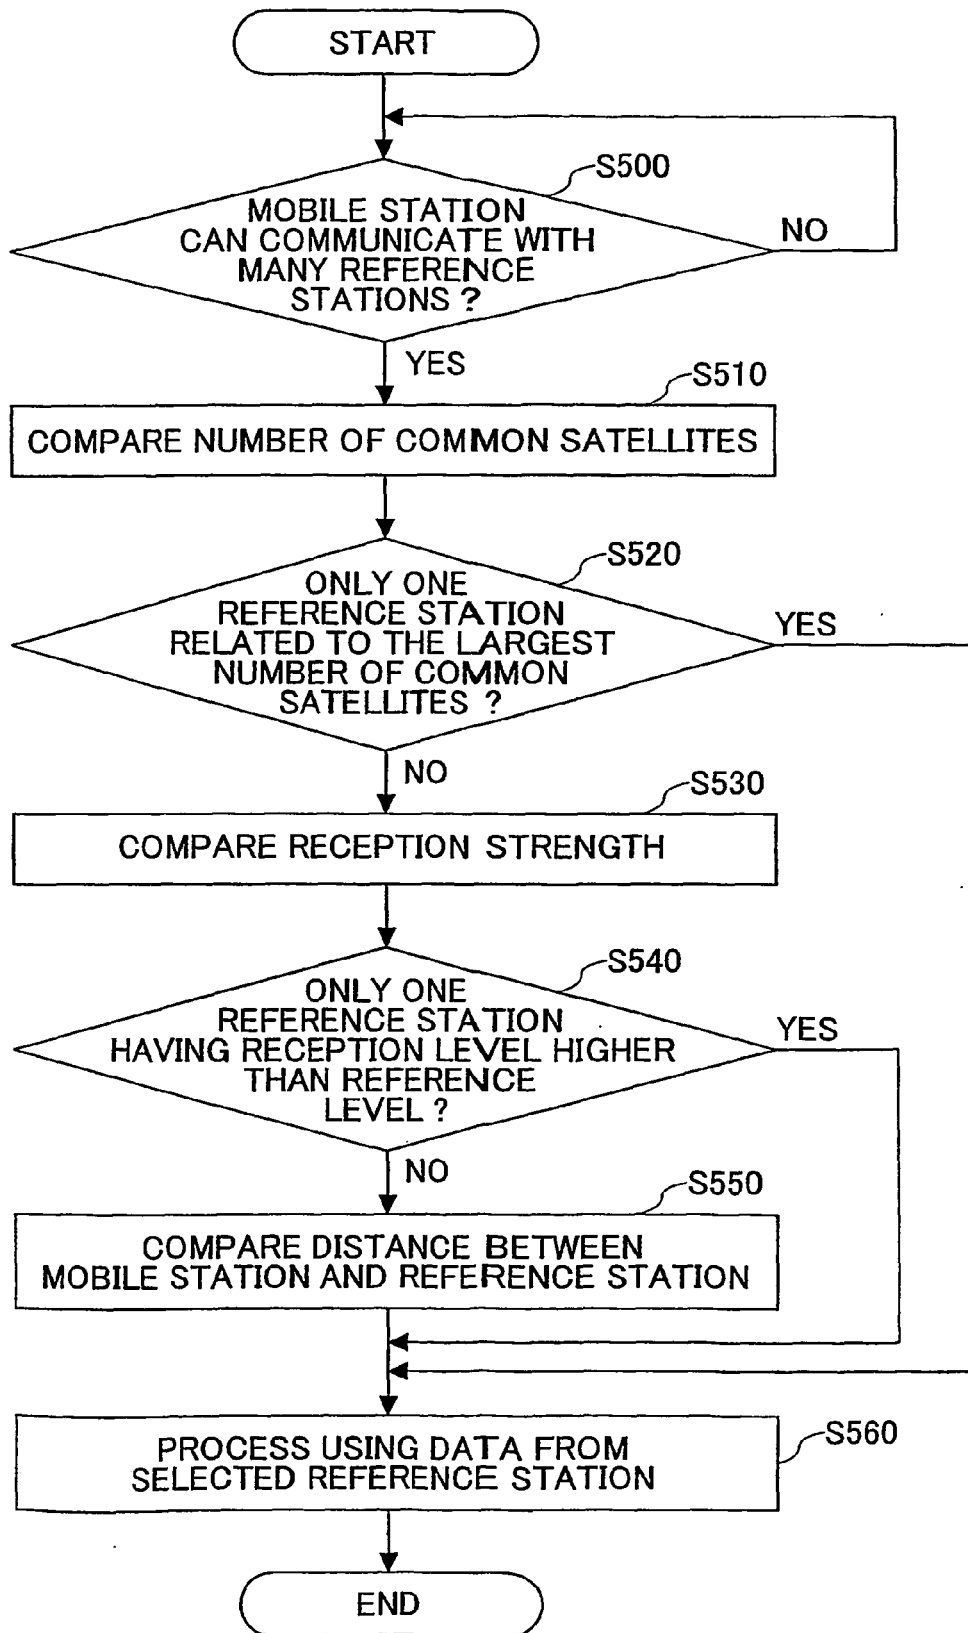 START
S500
MOBILE STATION
CAN COMMUNICATE WITH
MANY REFERENCE
STATIONS ?
NO
YES
S510
COMPARE NUMBER OF COMMON SATELLITES
S520
ONLY ONE
REFERENCE STATION
RELATED TO THE LARGEST
NUMBER OF COMMON
SATELLITES ?
YES
NO
S530
COMPARE RECEPTION STRENGTH
S540
ONLY ONE
REFERENCE STATION
HAVING RECEPTION LEVEL HIGHER
THAN REFERENCE
LEVEL ?
YES
NO
S550
COMPARE DISTANCE BETWEEN
MOBILE STATION AND REFERENCE STATION
S560
PROCESS USING DATA FROM
SELECTED REFERENCE STATION
END